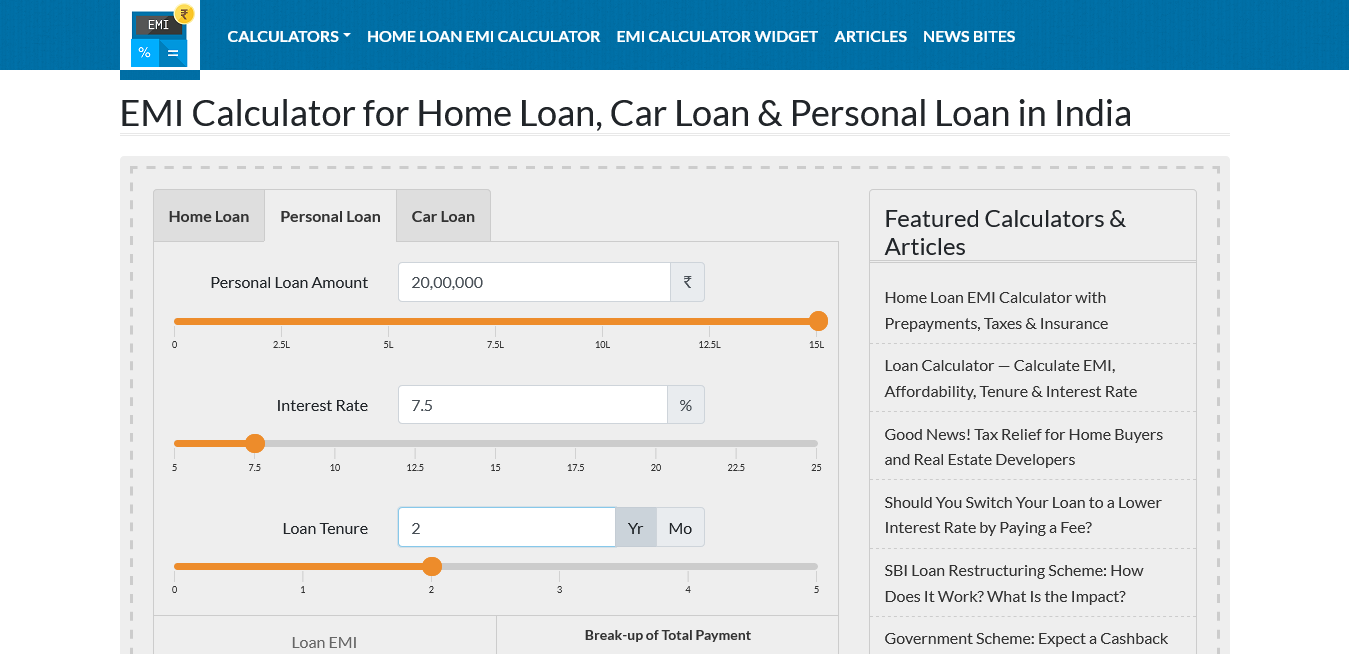 EMI
₹
%
=
CALCULATORS
HOME LOAN EMI CALCULATOR
EMI CALCULATOR WIDGET
ARTICLES
NEWS BITES
EMI Calculator for Home Loan, Car Loan & Personal Loan in India
Home Loan
Personal Loan
Car Loan
Personal Loan Amount
20,00,000
₹
0
2.5L
5L
7.5L
10L
12.5L
15L
Interest Rate
7.5
%
5
7.5
10
12.5
15
17.5
20
22.5
25
Loan Tenure
2
Yr
Mo
0
1
2
3
4
5
Loan EMI
Break-up of Total Payment
Featured Calculators &
Articles
Home Loan EMI Calculator with
Prepayments, Taxes & Insurance
Loan Calculator — Calculate EMI,
Affordability, Tenure & Interest Rate
Good News! Tax Relief for Home Buyers
and Real Estate Developers
Should You Switch Your Loan to a Lower
Interest Rate by Paying a Fee?
SBI Loan Restructuring Scheme: How
Does It Work? What Is the Impact?
Government Scheme: Expect a Cashback